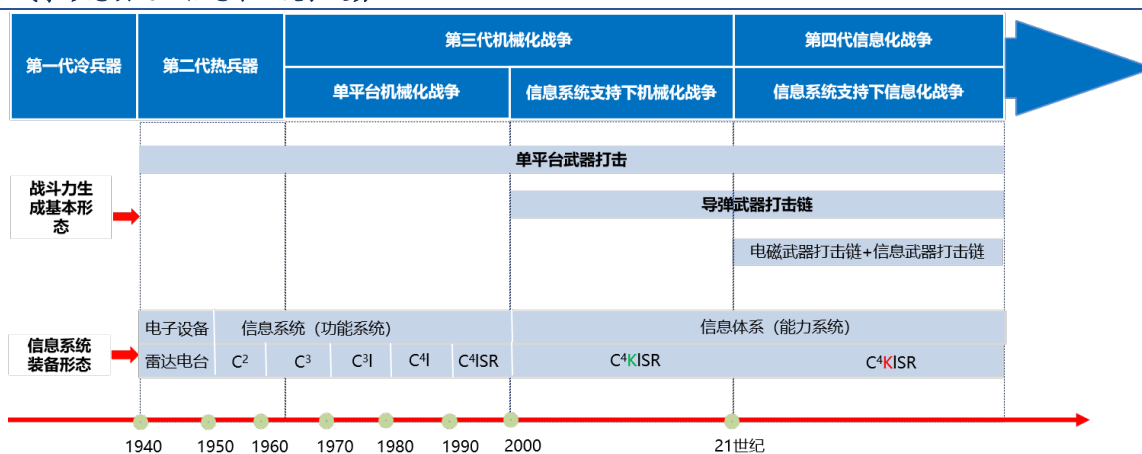 第一代冷兵器
第二代热兵器
第三代机械化战争
第四代信息化战争
单平台机械化战争
信息系统支持下机械化战争
信息系统支持下信息化战争
单平台武器打击
战斗力生
成基本形
态
导弹武器打击链
电磁武器打击链+信息武器打击链
电子设备
信息系统（功能系统）
信息体系（能力系统）
信息系统
装备形态
雷达电台
C²
C³
C³I
C⁴I
C⁴ISR
C⁴KISR
C⁴KISR
1940
1950
1960
1970
1980
1990
2000
21世纪